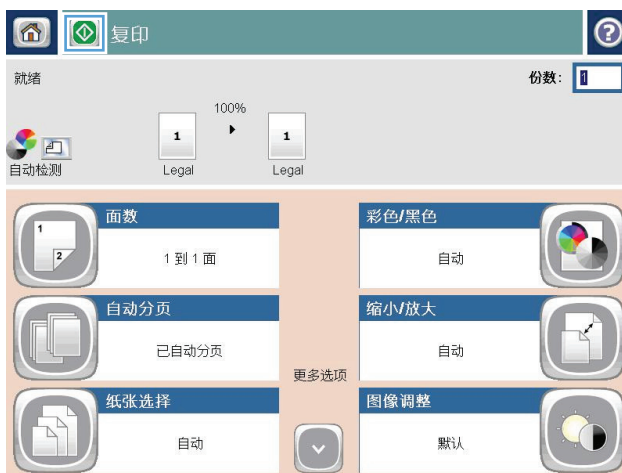 复印
就绪
份数: 1
100%
1 1
自动检测 Legal Legal
面数
1 到 1 面
彩色/黑色
自动
自动分页
已自动分页
缩小/放大
自动
更多选项
纸张选择
自动
图像调整
默认
1
2